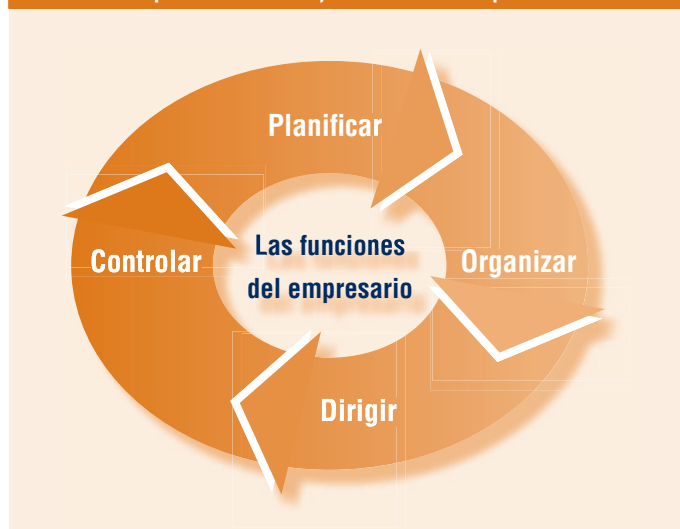 Planificar
Controlar
Las funciones
del empresario
Organizar
Dirigir